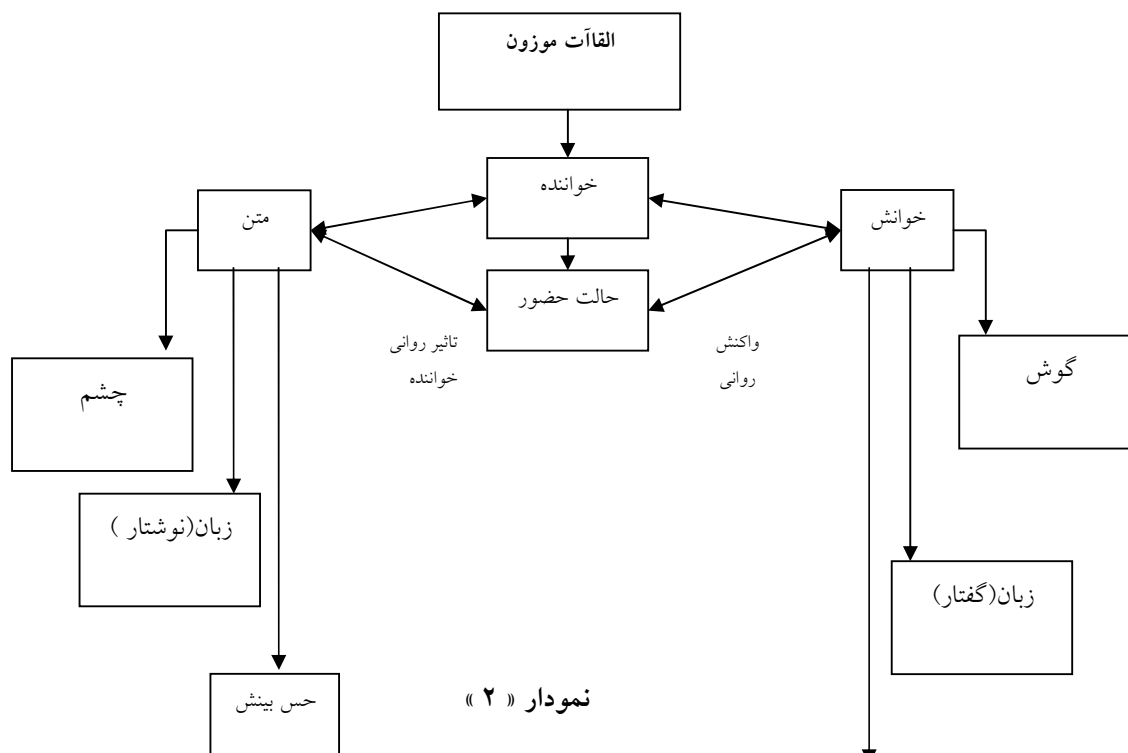 القاآت موزون
خواننده
متن
خوانش
حالت حضور
واکنش
روانی
تاثیر روانی
خواننده
گوش
چشم
زبان(نوشتار )
زبان(گفتار)
حس بینش
نمودار « ۲ »